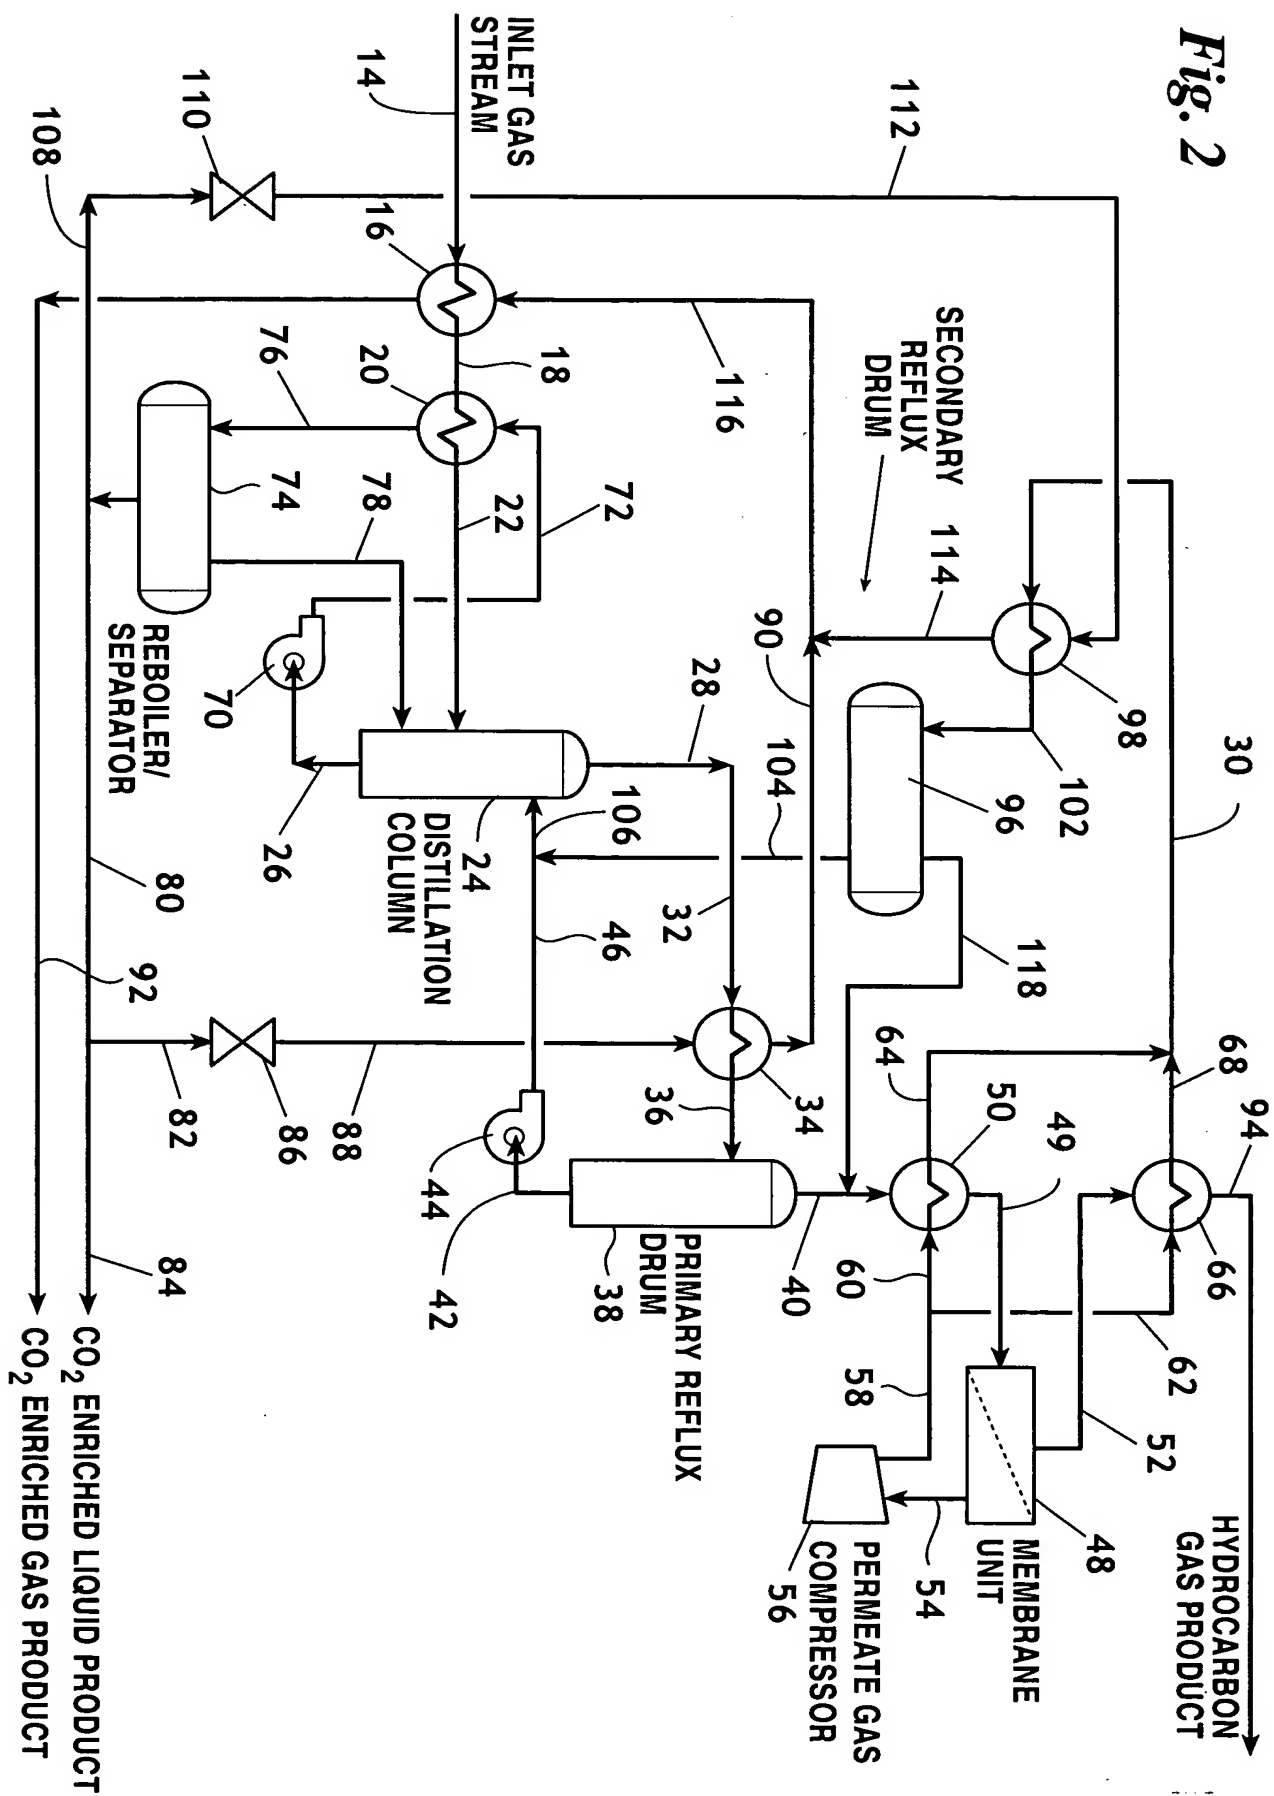 Fig. 2
INLET GAS
STREAM
14
112
110
108
16
18
20
76
116
SECONDARY
REFLUX
DRUM
22
72
74
78
114
90
28
98
30
102
96
104
70
REBOILER/
SEPARATOR
26
DISTILLATION
COLUMN
24
106
32
118
80
92
46
64
50
49
68
94
34
36
88
86
82
44
42
84
PRIMARY REFLUX
DRUM
38
40
60
66
62
58
52
48
54
MEMBRANE
UNIT
56
PERMEATE GAS
COMPRESSOR
HYDROCARBON
GAS PRODUCT
CO2 ENRICHED LIQUID PRODUCT
CO2 ENRICHED GAS PRODUCT